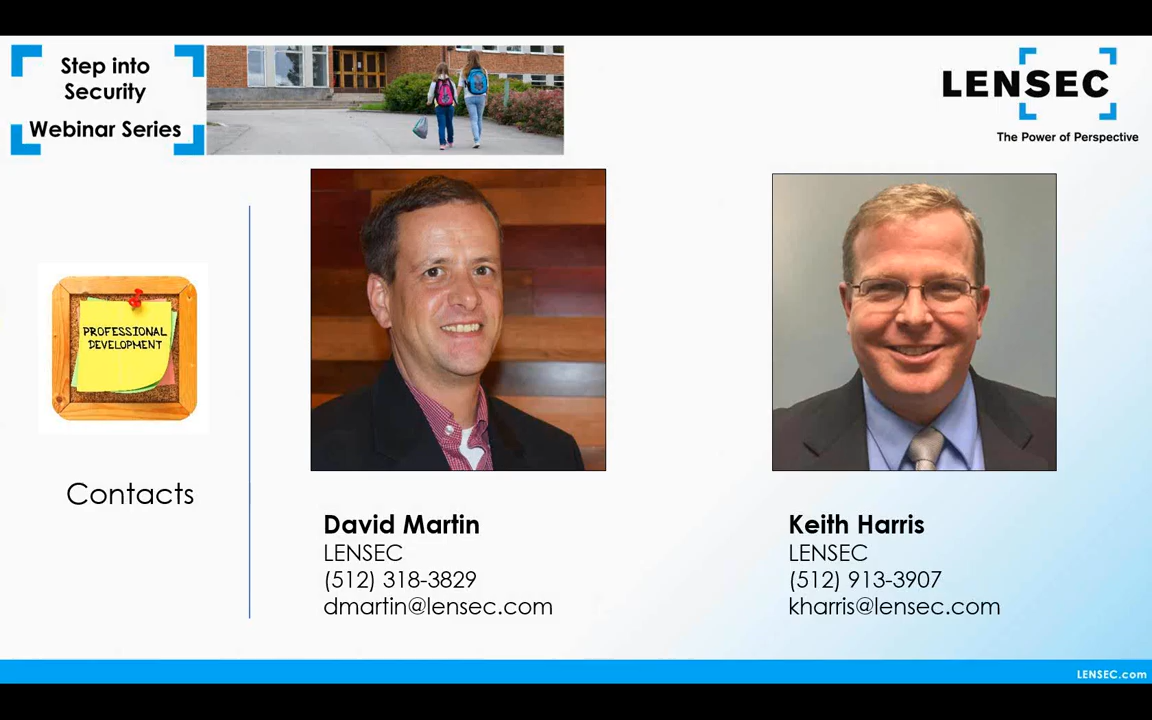 Step into
Security
Webinar Series
LENSEC
The Power of Perspective
PROFESSIONAL
DEVELOPMENT
Contacts
David Martin
LENSEC
(512) 318-3829
dmartin@lensec.com
Keith Harris
LENSEC
(512) 913-3907
kharris@lensec.com
LENSEC.com